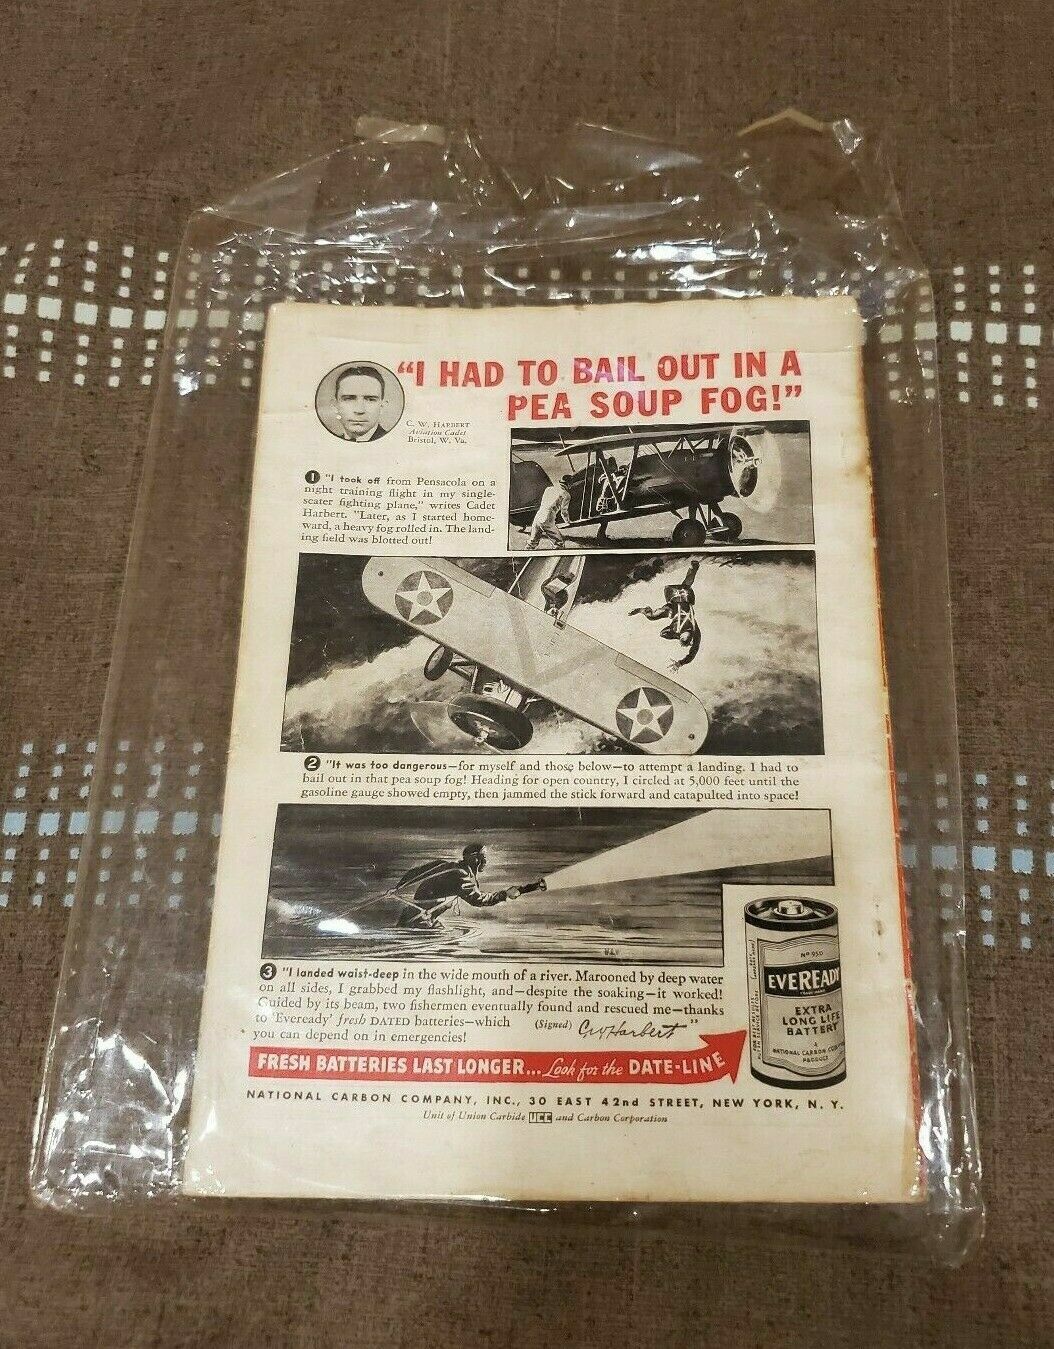 “I HAD TO BAIL OUT IN A
PEA SOUP FOG!”
C. W. HARBERT
Aviation Cadet
Bristol, W. Va.
1 "I took off from Pensacola on a
night training flight in my single-
seater fighting plane," writes Cadet
Harbert. "Later, as I started home-
ward, a heavy fog rolled in. The land-
ing field was blotted out!
2 "It was too dangerous—for myself and those below—to attempt a landing. I had to
bail out in that pea soup fog! Heading for open country, I circled at 5,000 feet until the
gasoline gauge showed empty, then jammed the stick forward and catapulted into space!
3 "I landed waist-deep in the wide mouth of a river. Marooned by deep water
on all sides, I grabbed my flashlight, and—despite the soaking—it worked!
Guided by its beam, two fishermen eventually found and rescued me—thanks
to 'Eveready' fresh DATED batteries—which
you can depend on in emergencies!
(Signed) C W Harbert "
No 950
EVEREADY
TRADE-MARK
EXTRA
LONG LIFE
BATTERY
A
NATIONAL CARBON
PRODUCT
FRESH BATTERIES LAST LONGER... Look for the DATE-LINE
NATIONAL CARBON COMPANY, INC., 30 EAST 42nd STREET, NEW YORK, N. Y.
Unit of Union Carbide UCC and Carbon Corporation